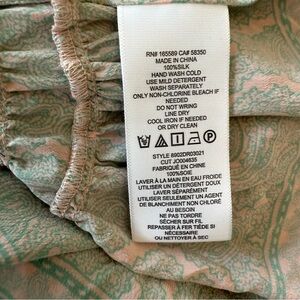 RN# 165589 CA# 58350
MADE IN CHINA
100%SILK
HAND WASH COLD
USE MILD DETERGENT
WASH SEPARATELY
ONLY NON-CHLORINE BLEACH IF
NEEDED
DO NOT WRING
LINE DRY
COOL IRON IF NEEDED
OR DRY CLEAN
STYLE 8902DR03021
CUT JO004635
FABRIQUÉ EN CHINE
100%SOIE
LAVER À LA MAIN EN EAU FROIDE
UTILISER UN DÉTERGENT DOUX
LAVER SÉPARÉMENT
UTILISER SEULEMENT UN AGENT
DE BLANCHIMENT NON CHLORÉ
AU BESOIN
NE PAS TORDRE
SÉCHER SUR FIL
REPASSER À FER TIÈDE SI
NÉCESSAIRE
OU NETTOYER À SEC